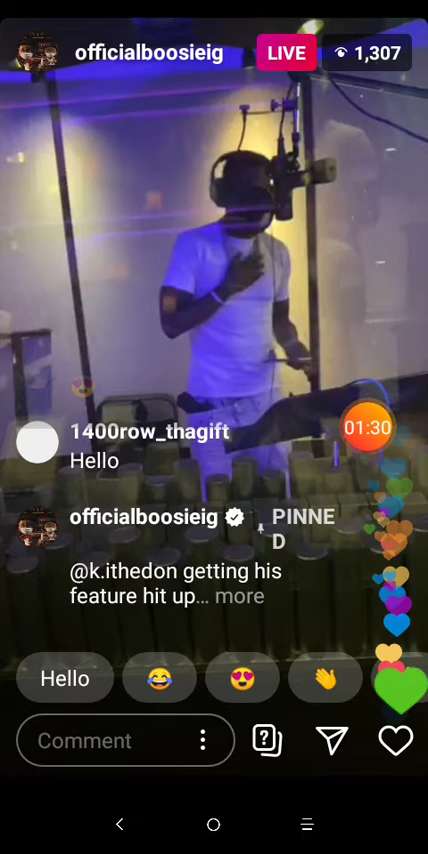 officialboosieig LIVE 1,307
1400row_thagift
01:30
Hello
officialboosieig PINNE
D
@k.ithedon getting his
feature hit up... more
Hello
Comment